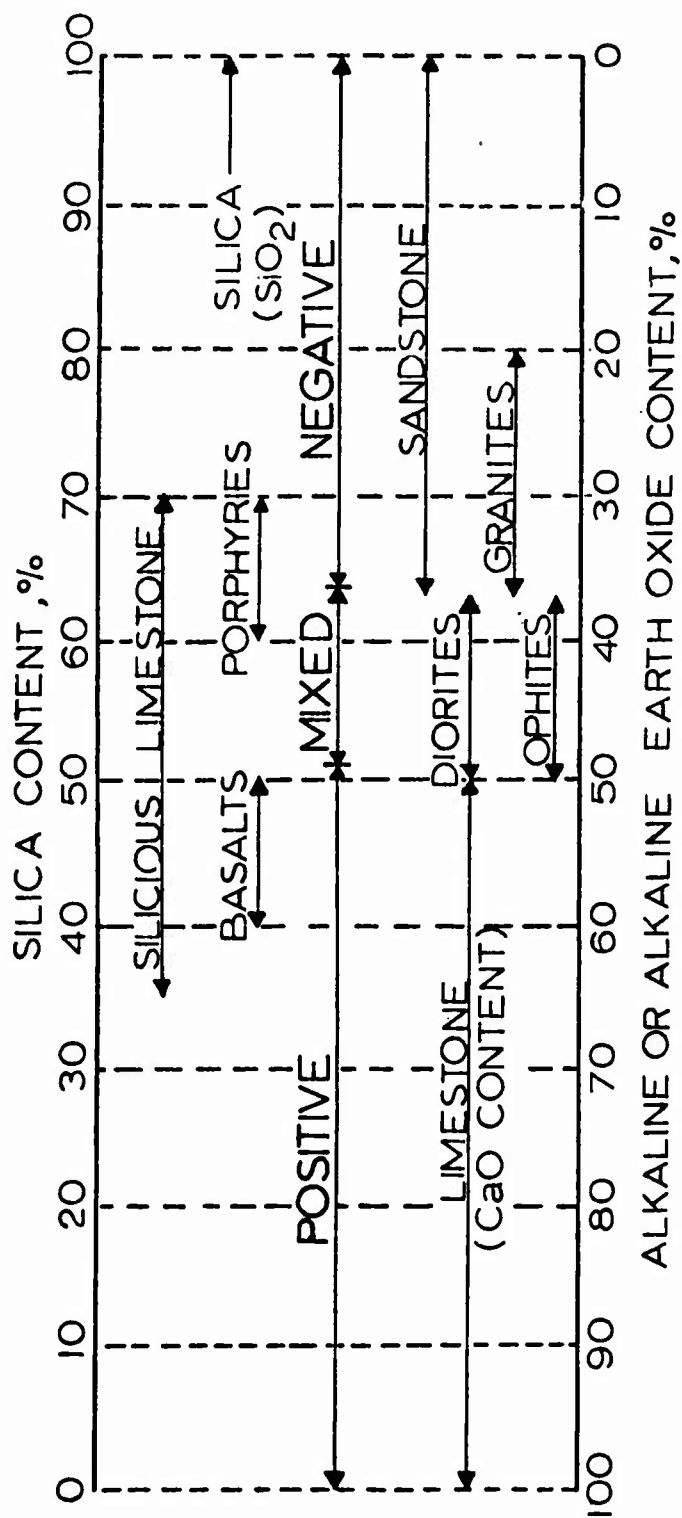 SILICA CONTENT, %
0 10 20 30 40 50 60 70 80 90 100
SILICIOUS LIMESTONE
SILICA
(SiO2)
BASALTS
PORPHYRIES
POSITIVE
MIXED
NEGATIVE
SANDSTONE
LIMESTONE
(CaO CONTENT)
DIORITES
GRANITES
OPHITES
100 90 80 70 60 50 40 30 20 10 0
ALKALINE OR ALKALINE EARTH OXIDE CONTENT, %